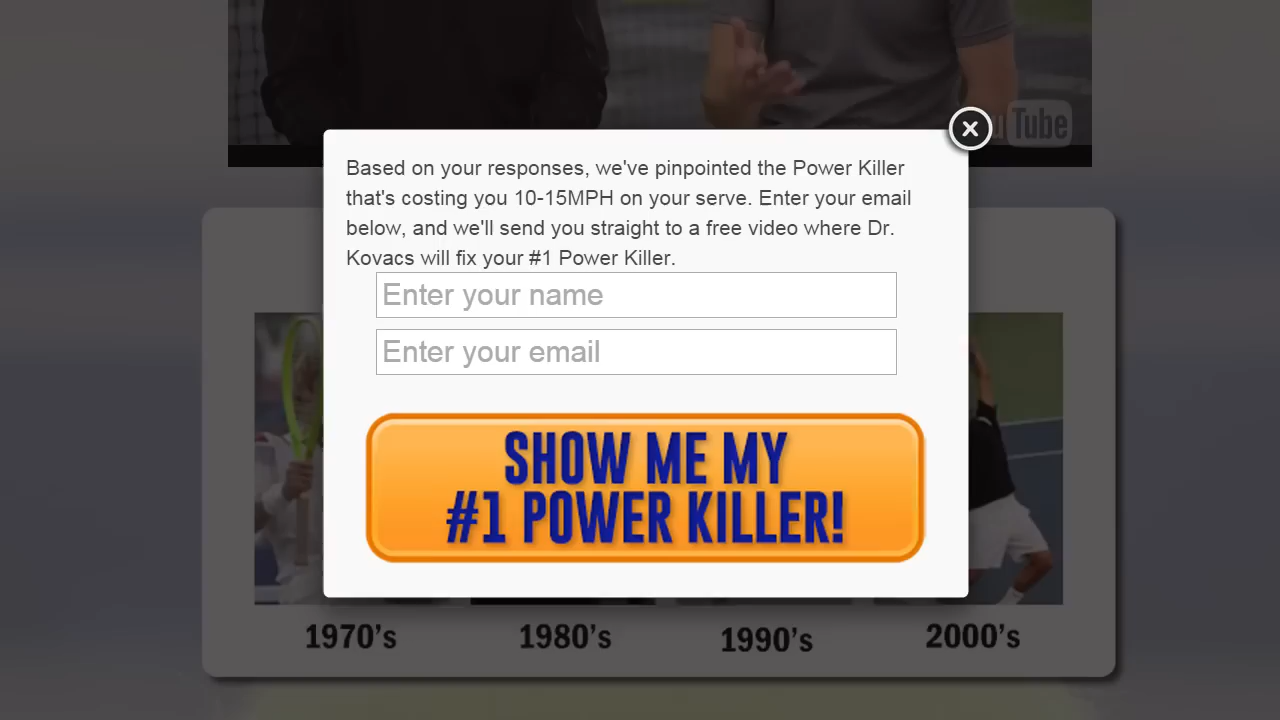 Tube
Based on your responses, we've pinpointed the Power Killer
that's costing you 10-15MPH on your serve. Enter your email
below, and we'll send you straight to a free video where Dr.
Kovacs will fix your #1 Power Killer.
Enter your name
Enter your email
SHOW ME MY
#1 POWER KILLER!
1970's 1980's 1990's 2000's